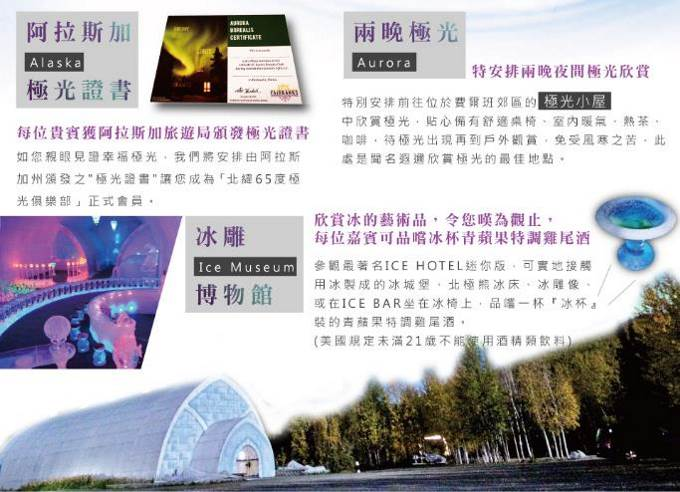 阿拉斯加
Alaska
極光證書
AURORA
BOREALIS
CERTIFICATE
FAIRBANKS
每位貴賓獲阿拉斯加旅遊局頒發極光證書
如您親眼見證幸福極光，我們將安排由阿拉斯
加州頒發之"極光證書"讓您成為「北緯65度極
光俱樂部」正式會員。
兩晚極光
Aurora
特安排兩晚夜間極光欣賞
特別安排前往位於費爾班郊區的 極光小屋
中欣賞極光，貼心備有舒適桌椅、室內暖氣、熱茶、
咖啡，待極光出現再到戶外觀賞，免受風寒之苦，此
處是聞名遐邇欣賞極光的最佳地點。
冰雕
Ice Museum
博物館
欣賞冰的藝術品，令您嘆為觀止，
每位嘉賓可品嚐冰杯青蘋果特調雞尾酒
參觀最著名ICE HOTEL迷你版，可實地接觸
用冰製成的冰城堡、北極熊冰床、冰雕像，
或在ICE BAR坐在冰椅上，品嚐一杯『冰杯』
裝的青蘋果特調雞尾酒。
(美國規定未滿21歲不能使用酒精類飲料)